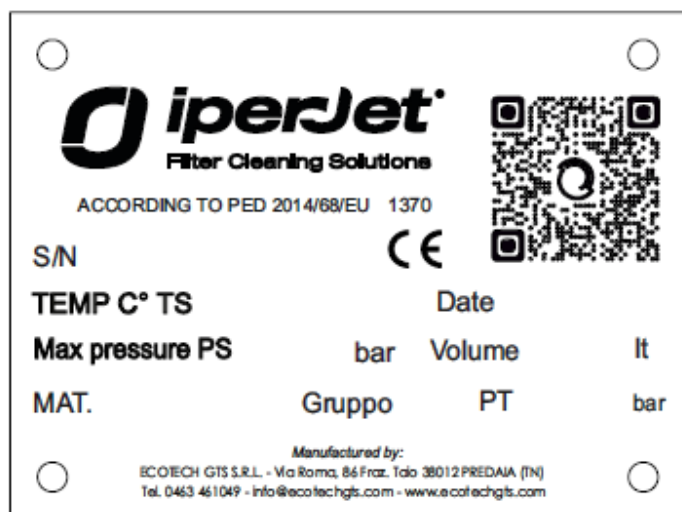 iperJet
Filter Cleaning Solutions
ACCORDING TO PED 2014/68/EU 1370
S/N CE
TEMP C° TS Date
Max pressure PS bar Volume lt
MAT. Gruppo PT bar
Manufactured by:
ECOTECH GTS S.R.L. - Via Roma, 86 Fraz. Taio 38012 PREDAIA (TN)
Tel. 0463 461049 - info@ecotechgts.com - www.ecotechgts.com